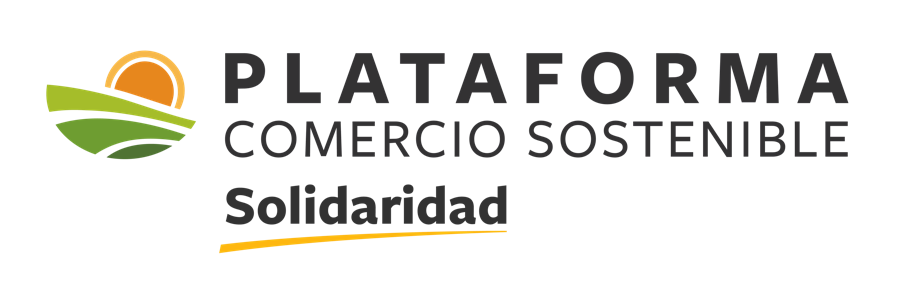 PLATAFORMA
COMERCIO SOSTENIBLE
Solidaridad